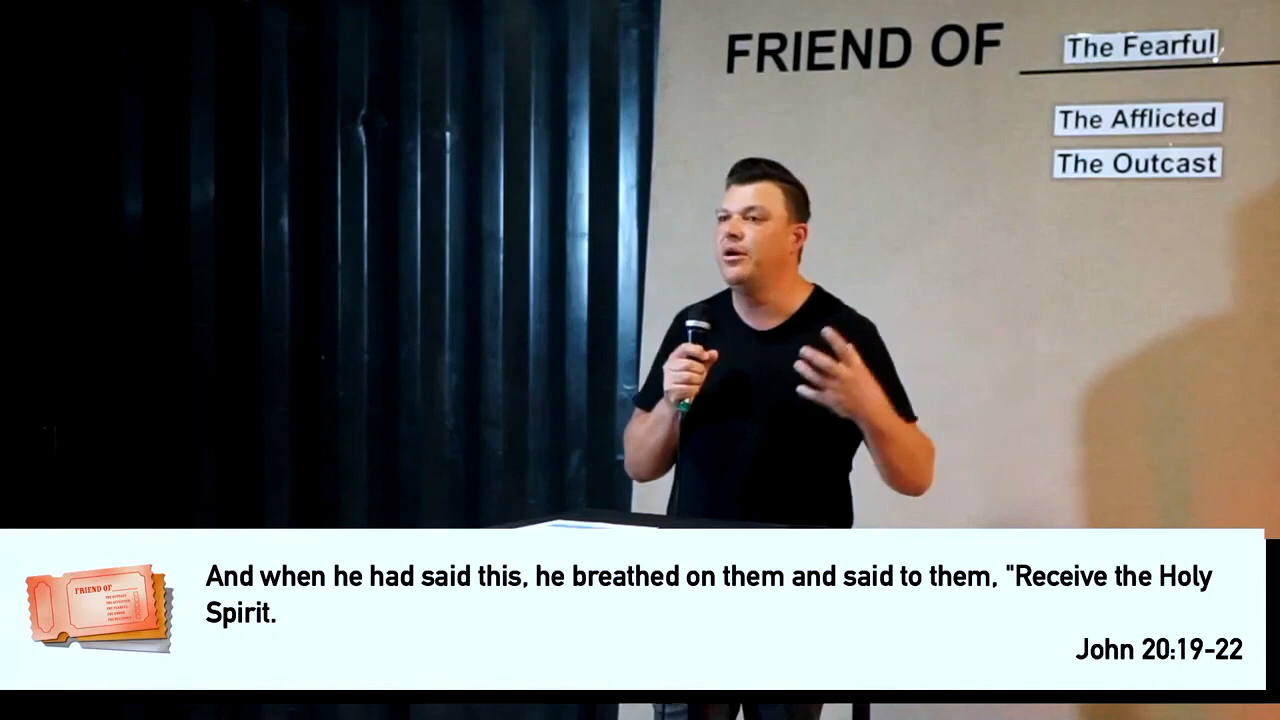 FRIEND OF
The Fearful
The Afflicted
The Outcast
FRIEND OF
And when he had said this, he breathed on them and said to them, "Receive the Holy
Spirit.
John 20:19-22